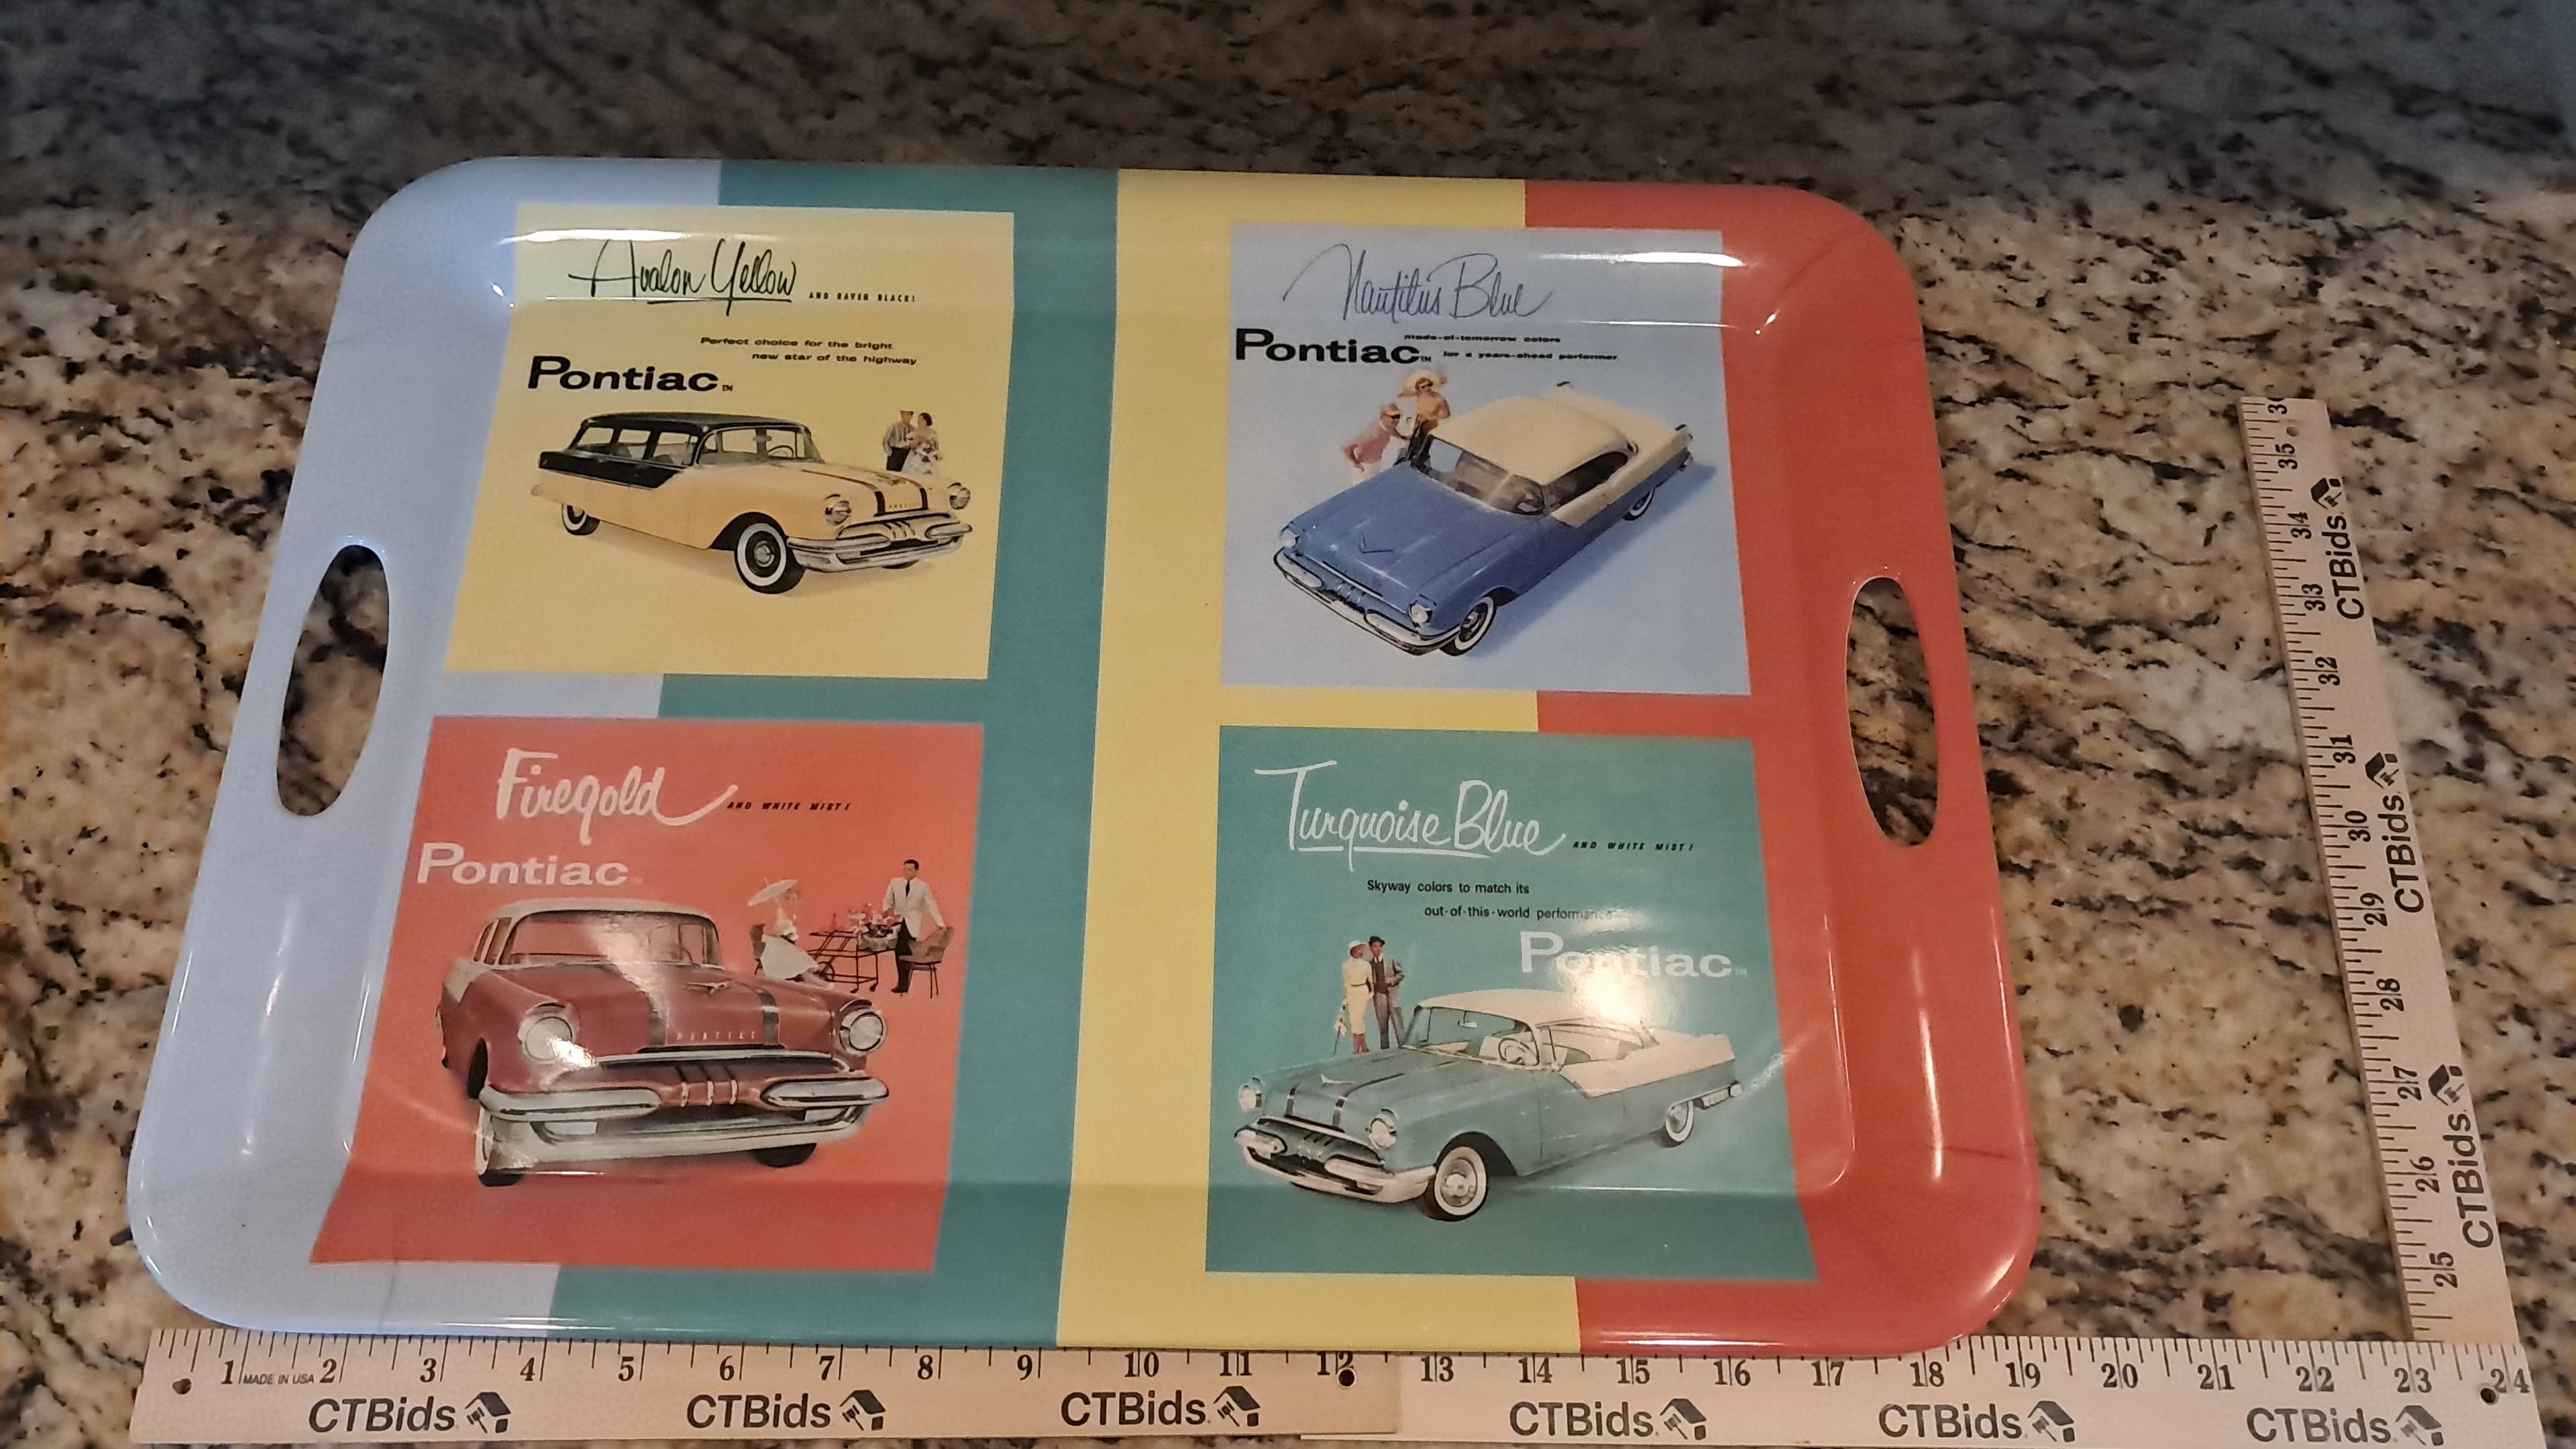 Avalon Yellow AND RAVEN BLACK!
Perfect choice for the bright
new star of the highway
Pontiac TM
Nautilus Blue
made-of-tomorrow colors
Pontiac TM for a years-ahead performer
Firegold AND WHITE MIST!
Pontiac TM
PONTIAC
Turquoise Blue AND WHITE MIST!
Skyway colors to match its
out-of-this-world performance
Pontiac TM
1 MADE IN USA 2 3 4 5 6 7 8 9 10 11 12 13 14 15 16 17 18 19 20 21 22 23 24
CTBids. CTBids. CTBids. CTBids. CTBids. CTBids.
25 26 27 28 29 30 31 32 33 34 35
CTBids. CTBids. CTBids.